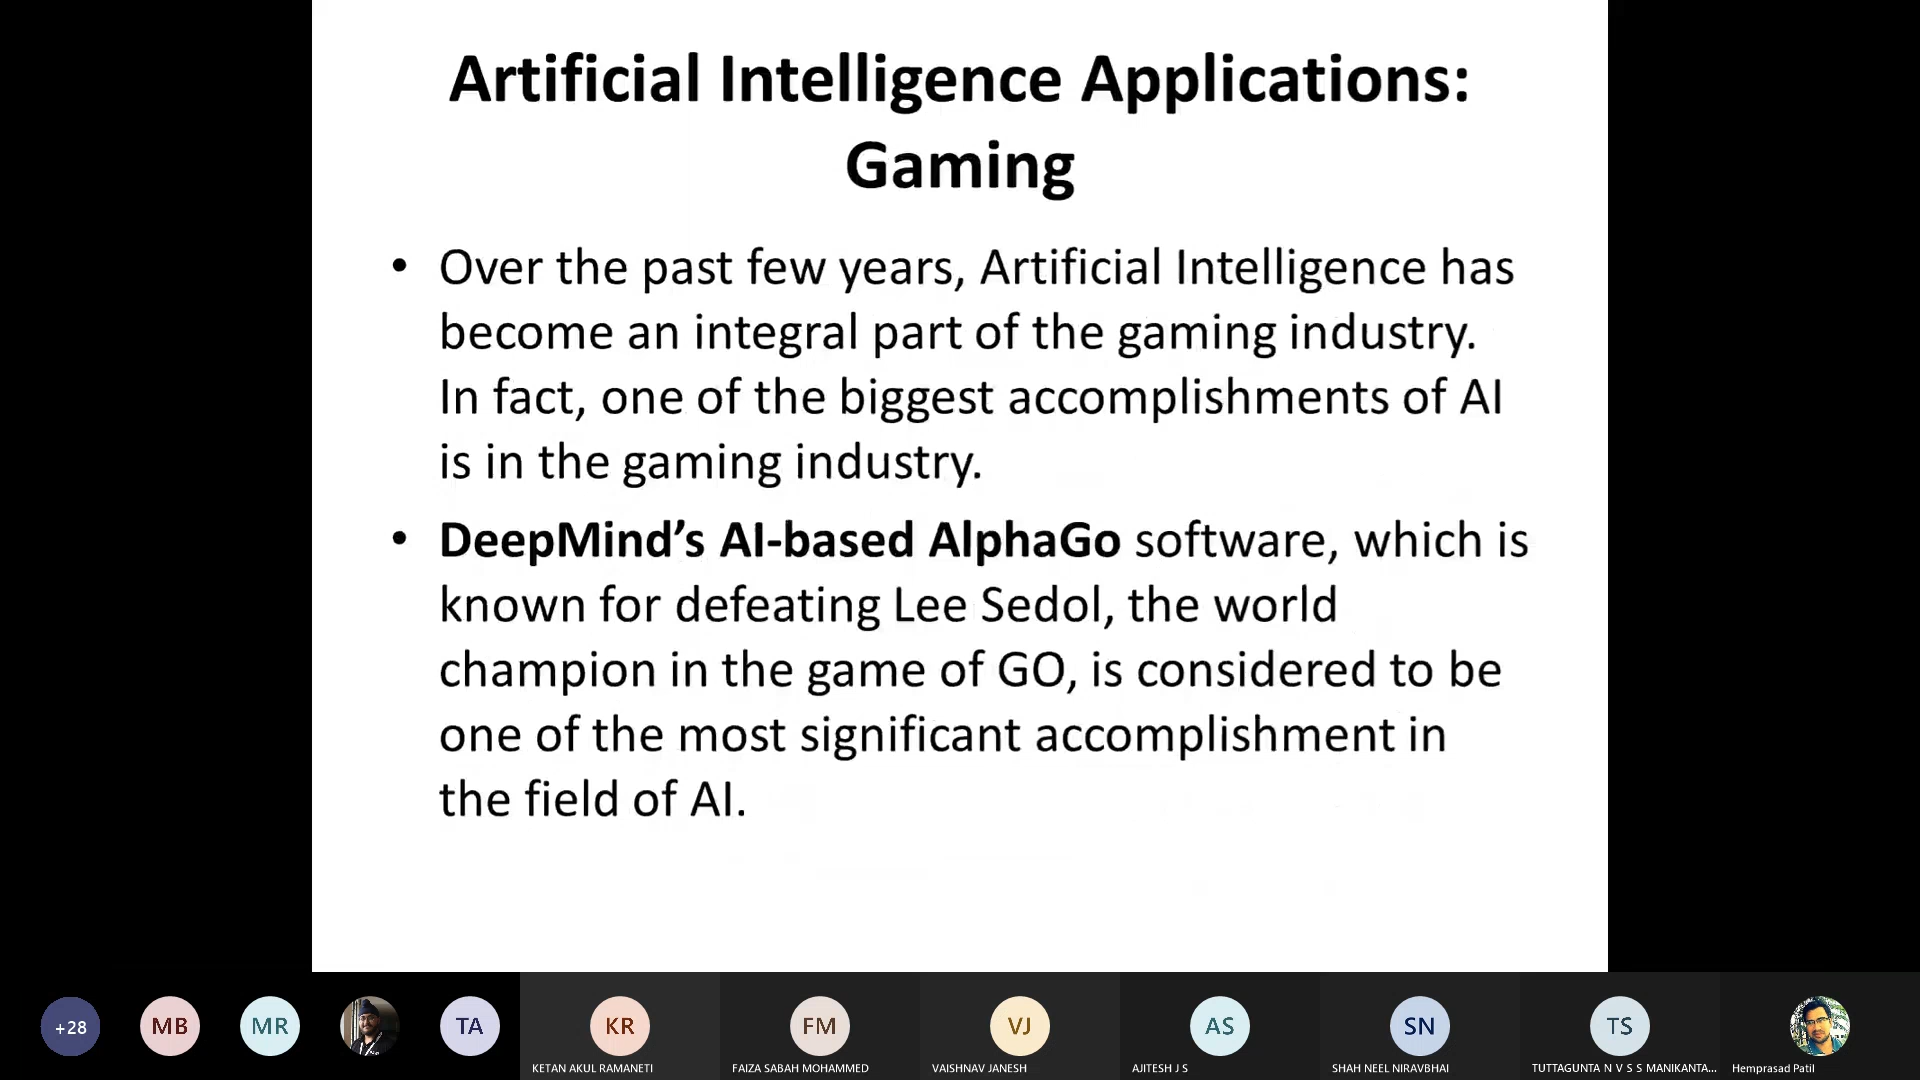 Artificial Intelligence Applications:
Gaming
• Over the past few years, Artificial Intelligence has
become an integral part of the gaming industry.
In fact, one of the biggest accomplishments of AI
is in the gaming industry.
• DeepMind’s AI-based AlphaGo software, which is
known for defeating Lee Sedol, the world
champion in the game of GO, is considered to be
one of the most significant accomplishment in
the field of AI.
+28
MB
MR
TA
KR
FM
VJ
AS
SN
TS
KETAN AKUL RAMANETI
FAIZA SABAH MOHAMMED
VAISHNAV JANESH
AJITESH J S
SHAH NEEL NIRAVBHAI
TUTTAGUNTA N V S S MANIKANTA...
Hemprasad Patil